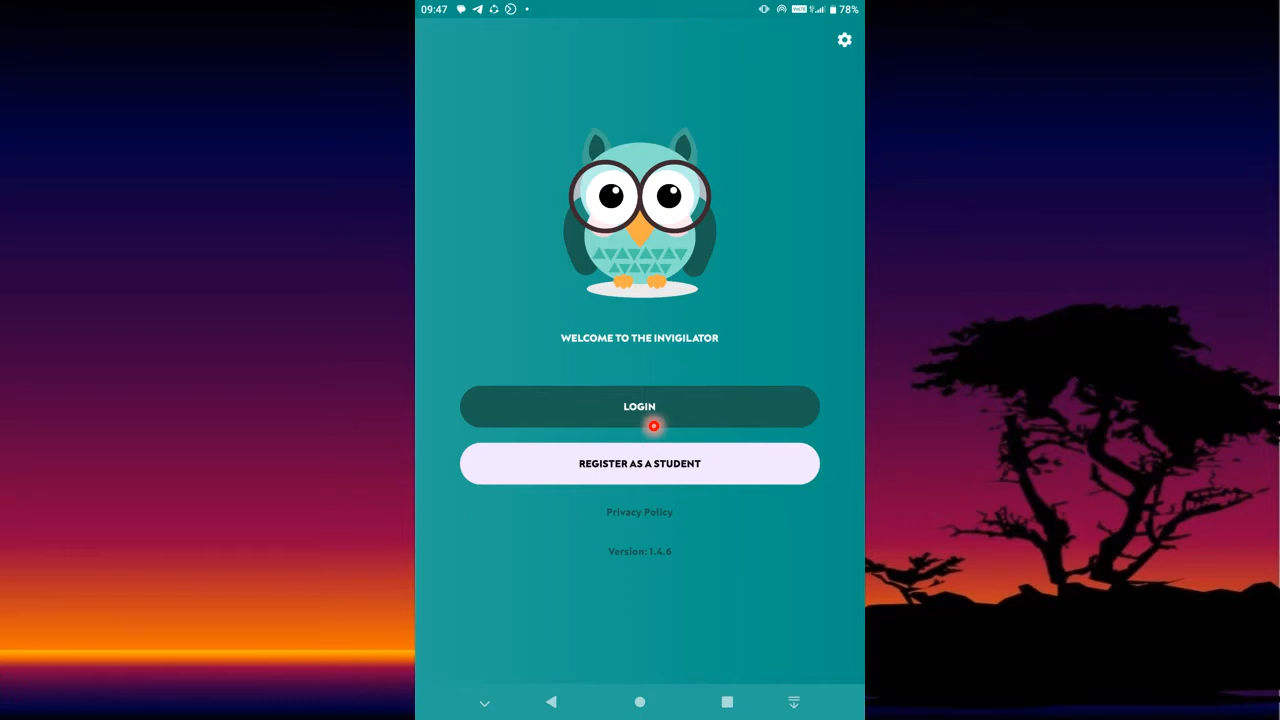 09:47
78%
WELCOME TO THE INVIGILATOR
LOGIN
REGISTER AS A STUDENT
Privacy Policy
Version: 1.4.6